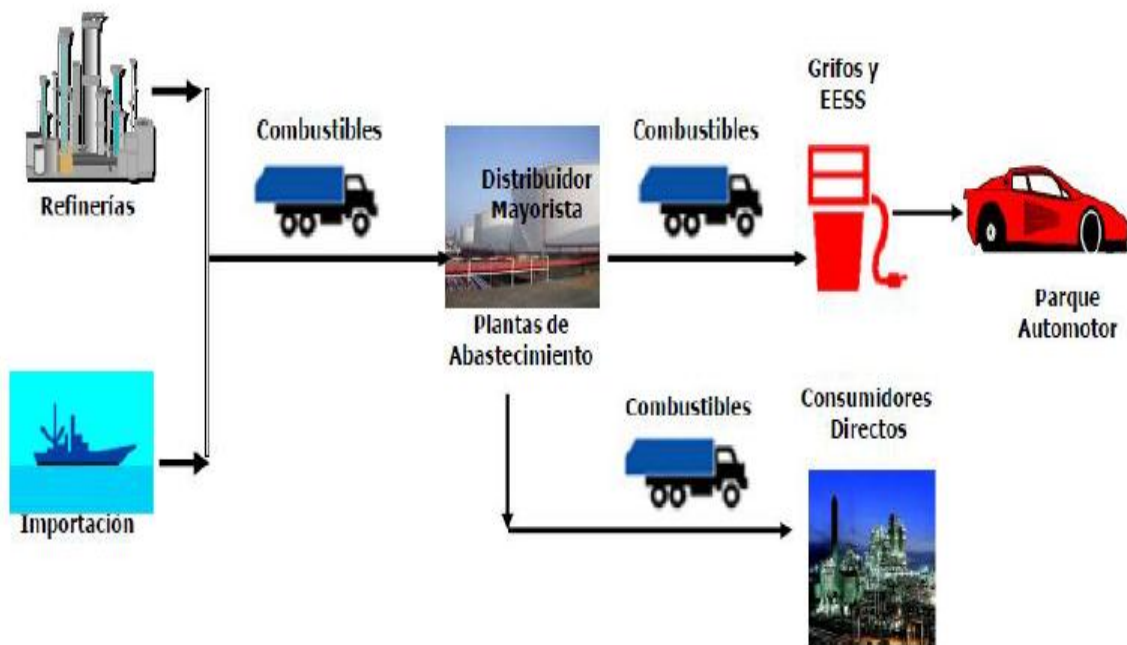 Refinerías
Importación
Combustibles
Distribuidor
Mayorista
Plantas de
Abastecimiento
Combustibles
Grifos y
EESS
Parque
Automotor
Combustibles
Consumidores
Directos